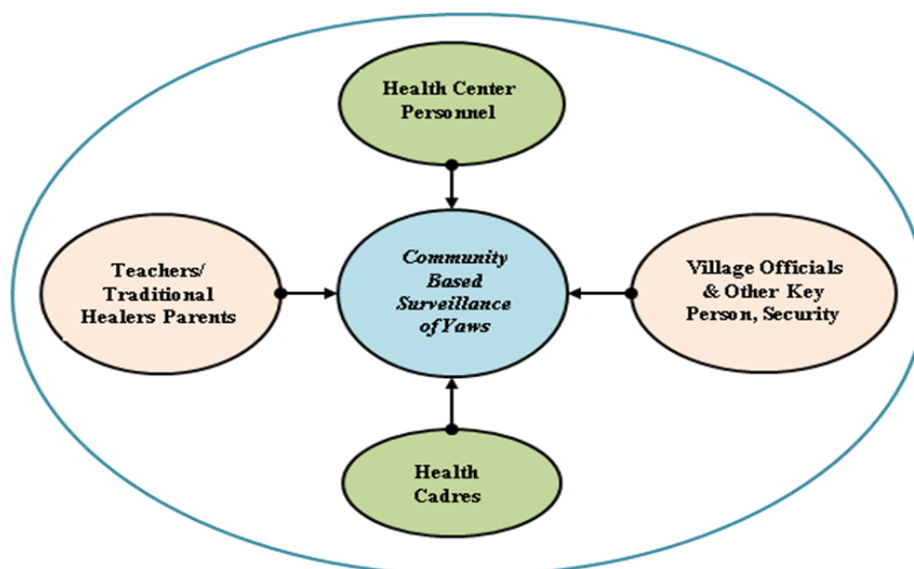 Health Center
Personnel
Teachers/
Traditional
Healers Parents
Community
Based
Surveillance
of Yaws
Village Officials
& Other Key
Person, Security
Health
Cadres